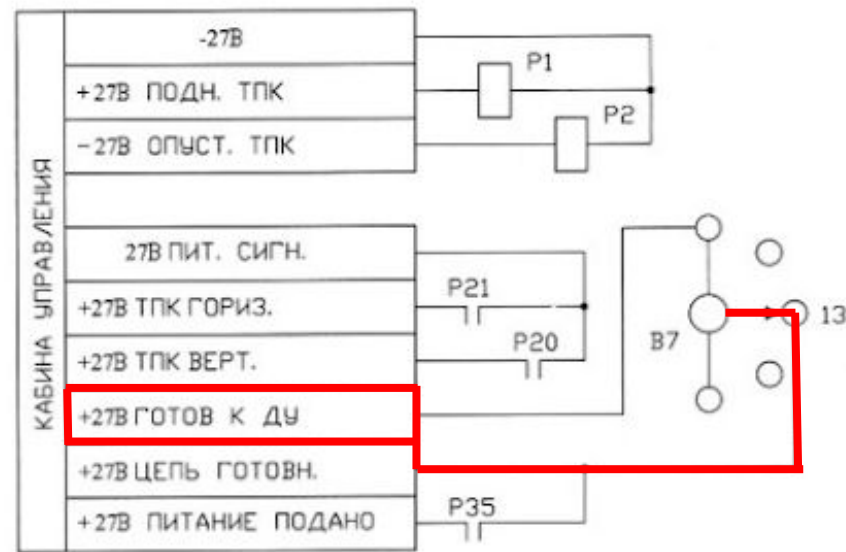 КАБИНА УПРАВЛЕНИЯ
-27В
+27В ПОДН. ТПК
-27В ОПУСТ. ТПК
27В ПИТ. СИГН.
+27В ТПК ГОРИЗ.
+27В ТПК ВЕРТ.
+27В ГОТОВ К ДУ
+27В ЦЕПЬ ГОТОВН.
+27В ПИТАНИЕ ПОДАНО
Р1
Р2
Р21
Р20
Р35
В7
13